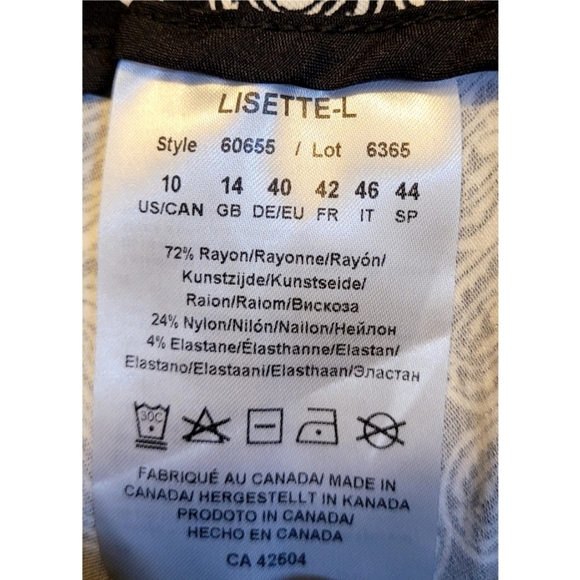 LISETTE-L
Style 60655 / Lot 6365
10 14 40 42 46 44
US/CAN GB DE/EU FR IT SP
72% Rayon/Rayonne/Rayón/
Kunstzijde/Kunstseide/
Raion/Raiom/Вискоза
24% Nylon/Nilón/Nailon/Нейлон
4% Elastane/Élasthanne/Elastan/
Elastano/Elastaani/Elasthaan/Эластан
30C
FABRIQUÉ AU CANADA/ MADE IN
CANADA/ HERGESTELLT IN KANADA
PRODOTO IN CANADA/
HECHO EN CANADA
CA 42604